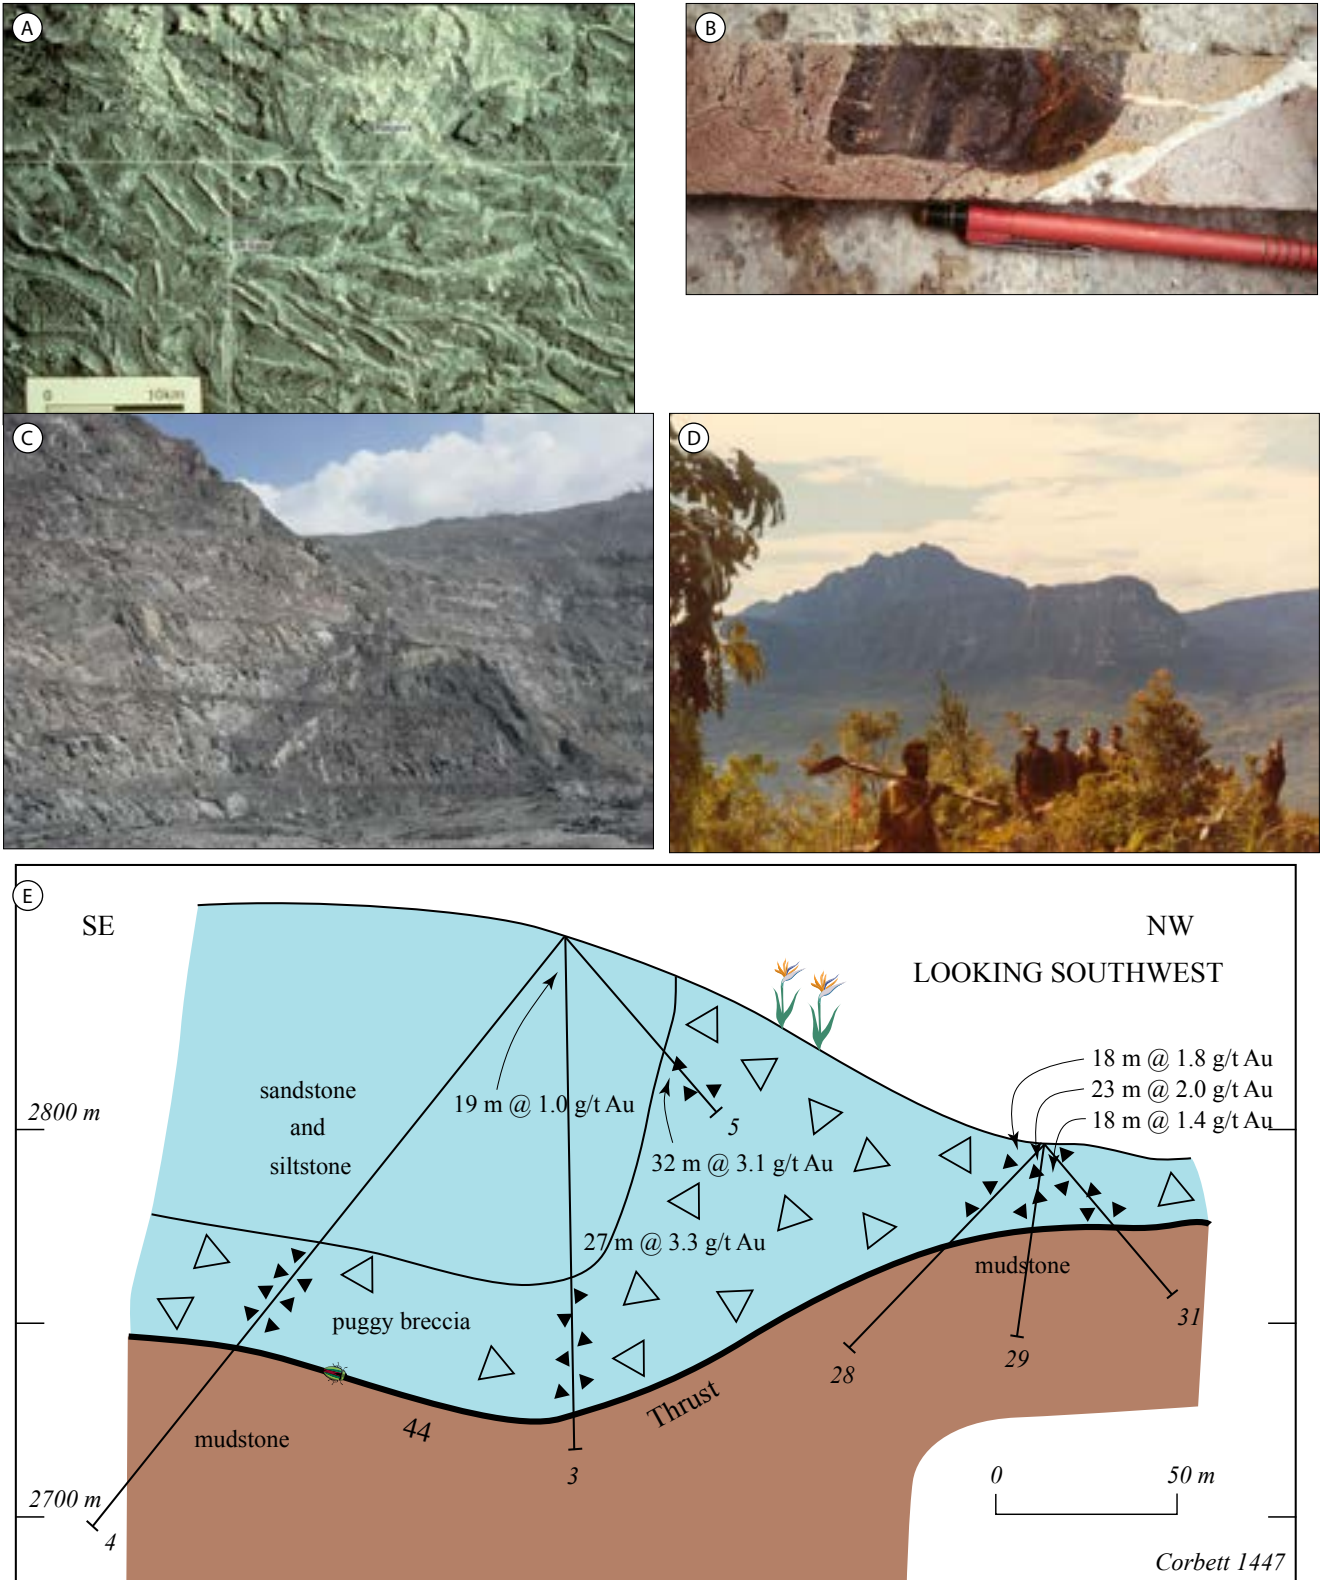 A
B
0 10km
C
D
E
SE
NW
LOOKING SOUTHWEST
18 m @ 1.8 g/t Au
23 m @ 2.0 g/t Au
18 m @ 1.4 g/t Au
sandstone
and
siltstone
19 m @ 1.0 g/t Au
2800 m
5
32 m @ 3.1 g/t Au
27 m @ 3.3 g/t Au
mudstone
puggy breccia
31
28
29
Thrust
44
mudstone
3
0 50 m
2700 m
4
Corbett 1447